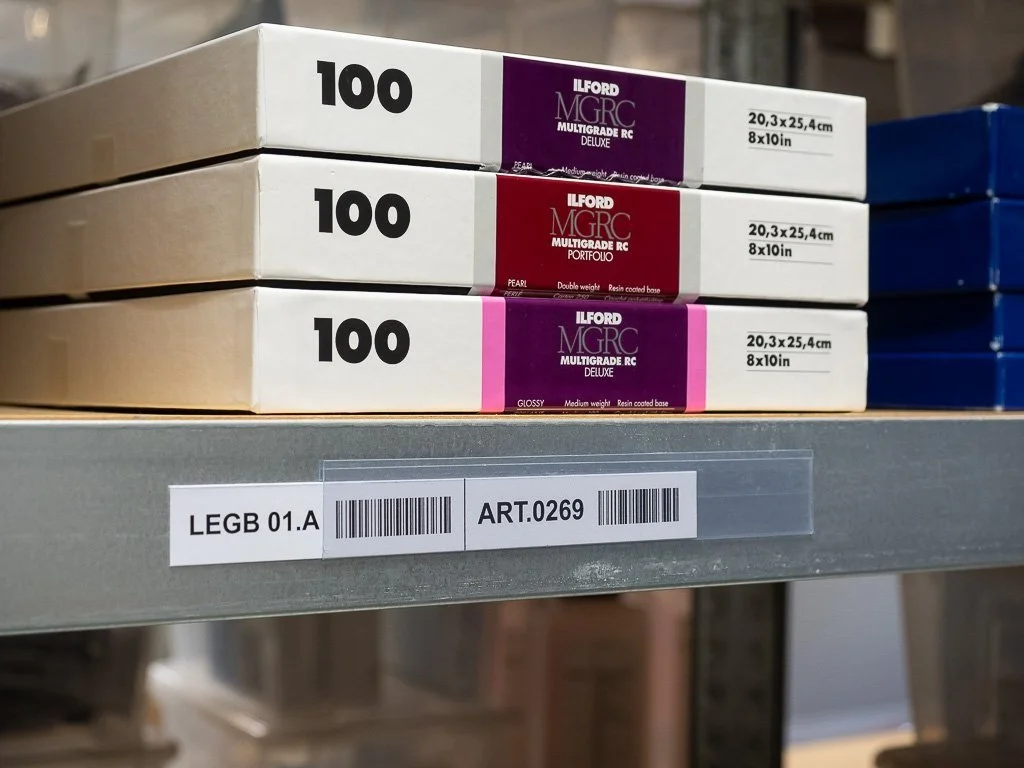 100
ILFORD
MGRC
MULTIGRADE RC
DELUXE
PEARL Medium weight Resin coated base
20,3x25,4cm
8x10in
100
ILFORD
MGRC
MULTIGRADE RC
PORTFOLIO
PEARL Double weight Resin coated base
20,3x25,4cm
8x10in
100
ILFORD
MGRC
MULTIGRADE RC
DELUXE
GLOSSY Medium weight Resin coated base
20,3x25,4cm
8x10in
LEGB 01.A
ART.0269